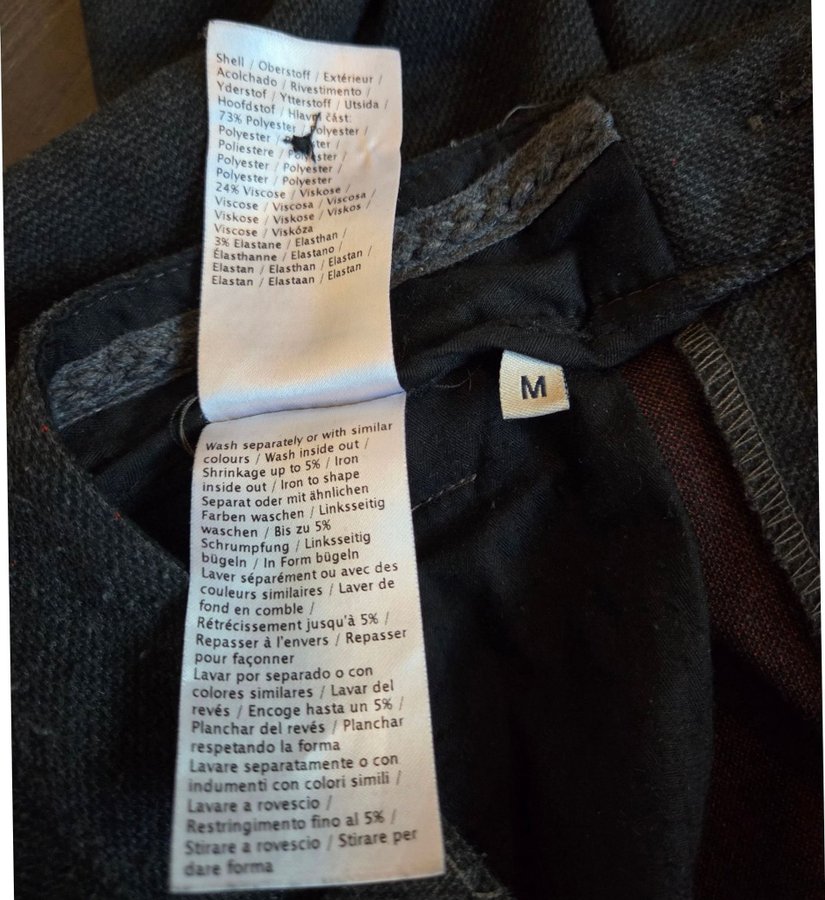 Shell / Oberstoff / Extérieur /
Acolchado / Rivestimento /
Yderstof / Ytterstoff / Utsida /
Hoofdstof / Hlavní část:
73% Polyester / Polyester /
Polyester /
Poliestere / Polyester /
Polyester / Polyester /
Polyester / Polyester
24% Viscose / Viskose /
Viscose / Viscosa / Viscosa /
Viskose / Viskose / Viskos /
Viscose / Viskóza
3% Elastane / Elasthan /
Élasthanne / Elastano /
Elastan / Elasthan / Elastan /
Elastan / Elastaan / Elastan
M
Wash separately or with similar
colours / Wash inside out /
Shrinkage up to 5% / Iron
inside out / Iron to shape
Separat oder mit ähnlichen
Farben waschen / Linksseitig
waschen / Bis zu 5%
Schrumpfung / Linksseitig
bügeln / In Form bügeln
Laver séparément ou avec des
couleurs similaires / Laver de
fond en comble /
Rétrécissement jusqu'à 5% /
Repasser à l'envers / Repasser
pour façonner
Lavar por separado o con
colores similares / Lavar del
revés / Encoge hasta un 5% /
Planchar del revés / Planchar
respetando la forma
Lavare separatamente o con
indumenti con colori simili /
Lavare a rovescio /
Restringimento fino al 5% /
Stirare a rovescio / Stirare per
dare forma